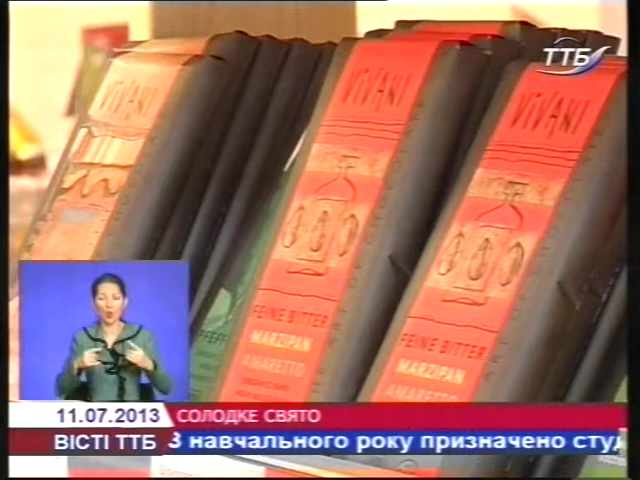 ТТБ
VIVANI
VIVANI
VIVANI
FEINE BITTER
MARZIPAN
AMARETTO
FEINE BITTER
MARZIPAN
AMARETTO
11.07.2013
СОЛОДКЕ СВЯТО
ВІСТІ ТТБ
З навчального року призначено студ